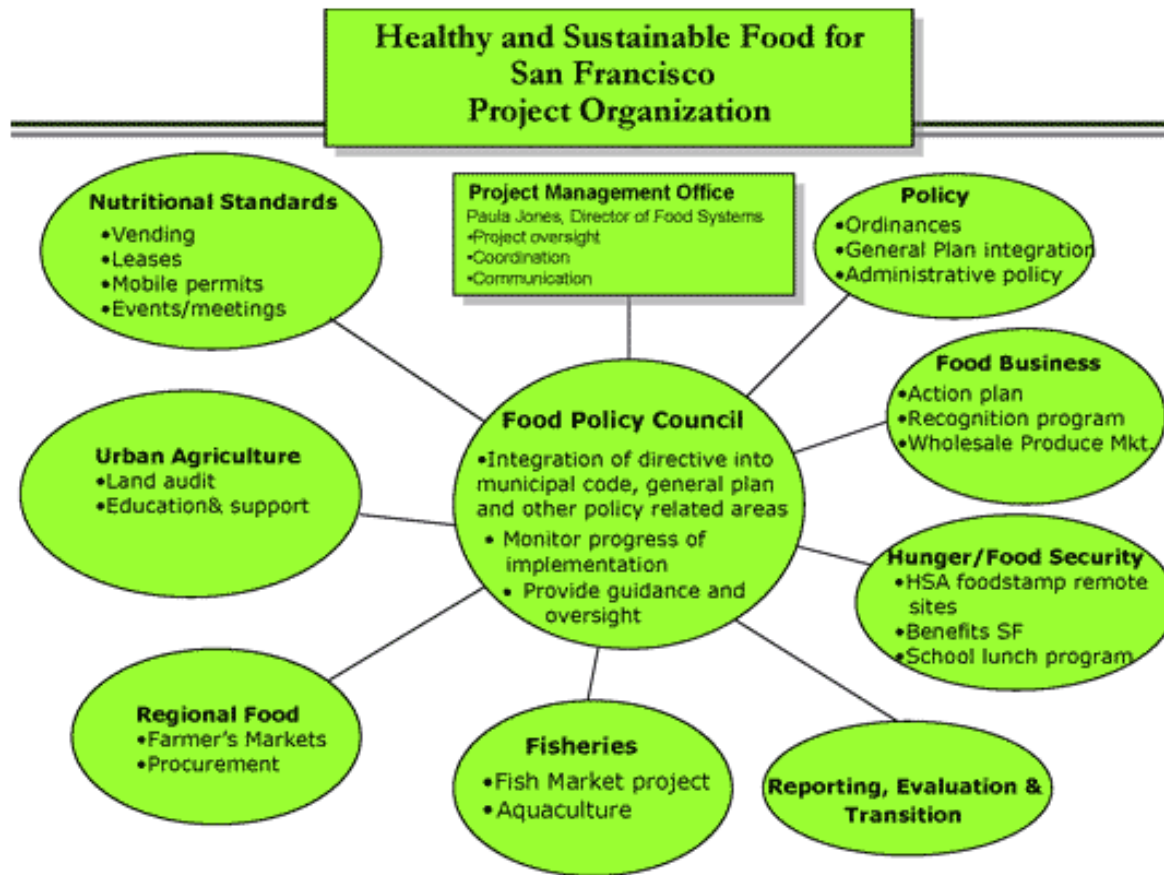 Healthy and Sustainable Food for
San Francisco
Project Organization
Nutritional Standards
•Vending
•Leases
•Mobile permits
•Events/meetings
Project Management Office
Paula Jones, Director of Food Systems
•Project oversight
•Coordination
•Communication
Policy
•Ordinances
•General Plan integration
•Administrative policy
Food Business
•Action plan
•Recognition program
•Wholesale Produce Mkt.
Food Policy Council
•Integration of directive into
municipal code, general plan
and other policy related areas
• Monitor progress of
implementation
• Provide guidance and
oversight
Urban Agriculture
•Land audit
•Education& support
Hunger/Food Security
•HSA foodstamp remote
sites
•Benefits SF
•School lunch program
Regional Food
•Farmer's Markets
•Procurement
Fisheries
•Fish Market project
•Aquaculture
Reporting, Evaluation &
Transition